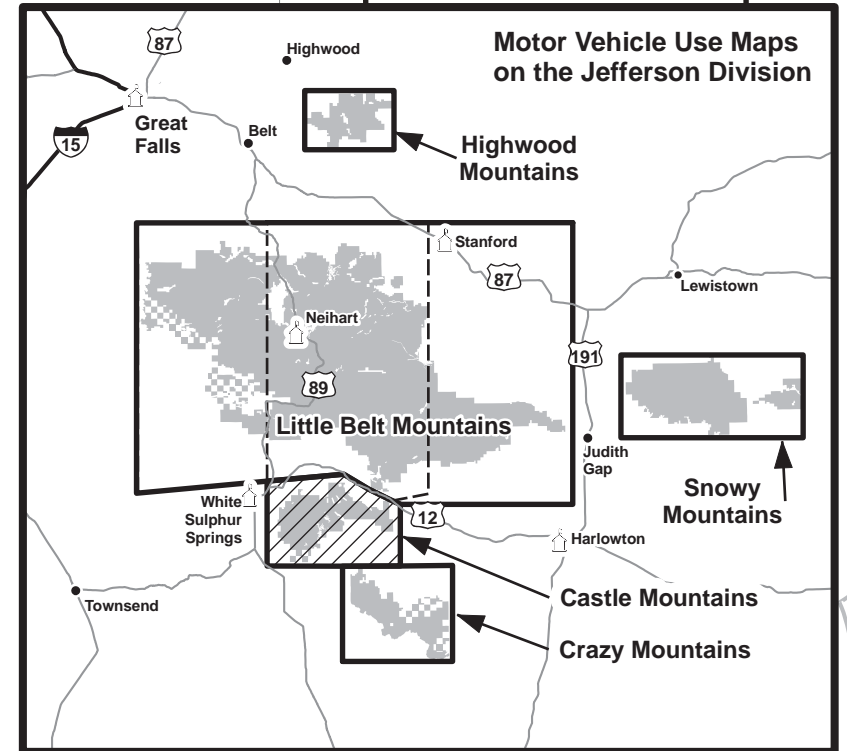 Motor Vehicle Use Maps
on the Jefferson Division
87
Highwood
Great
Falls
15
Belt
Highwood
Mountains
Stanford
87
Lewistown
Neihart
191
89
Little Belt Mountains
Judith
Gap
Snowy
Mountains
White
Sulphur
Springs
12
Harlowton
Castle Mountains
Townsend
Crazy Mountains